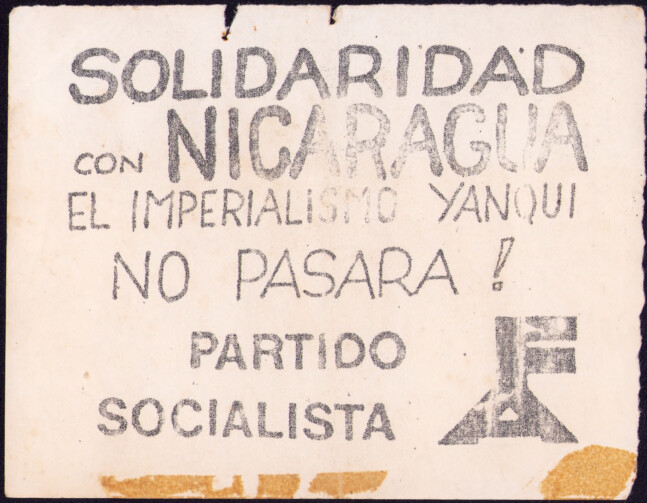 SOLIDARIDAD
CON NICARAGUA
EL IMPERIALISMO YANQUI
NO PASARA !
PARTIDO
SOCIALISTA